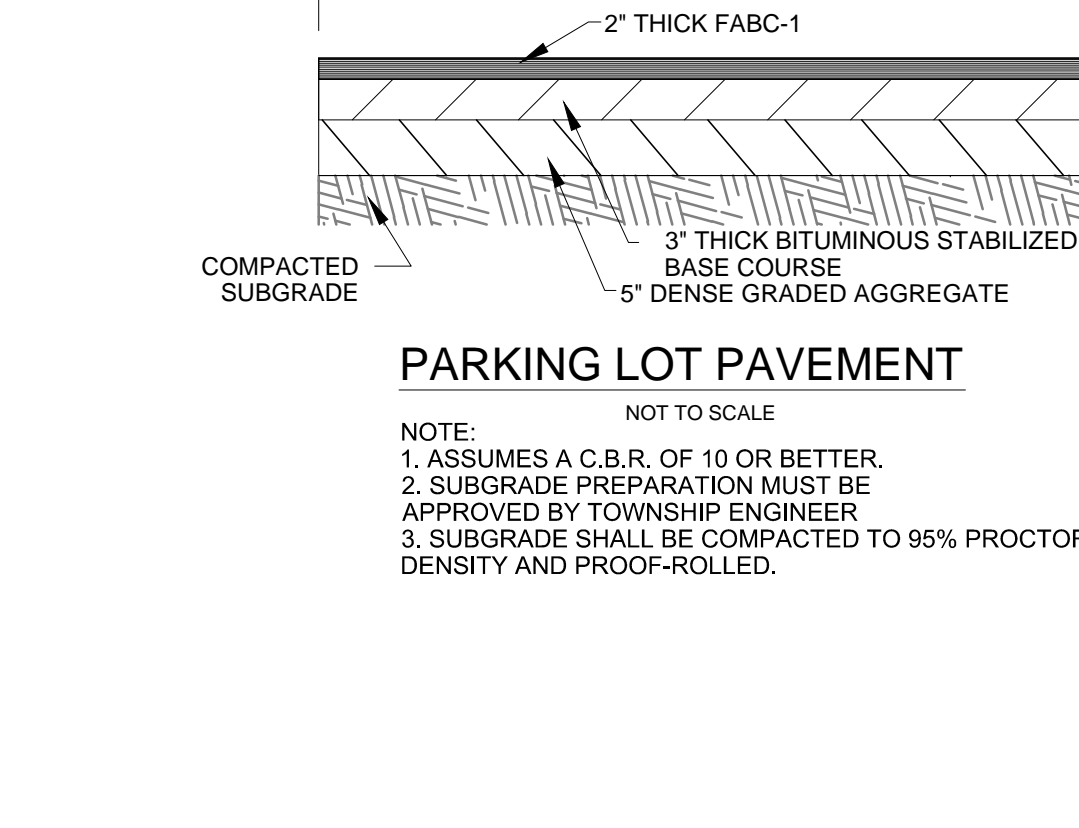 2" THICK FABC-1
3" THICK BITUMINOUS STABILIZED
BASE COURSE
5" DENSE GRADED AGGREGATE
COMPACTED
SUBGRADE
PARKING LOT PAVEMENT
NOT TO SCALE
NOTE:
1. ASSUMES A C.B.R. OF 10 OR BETTER.
2. SUBGRADE PREPARATION MUST BE
APPROVED BY TOWNSHIP ENGINEER
3. SUBGRADE SHALL BE COMPACTED TO 95% PROCTOR
DENSITY AND PROOF-ROLLED.